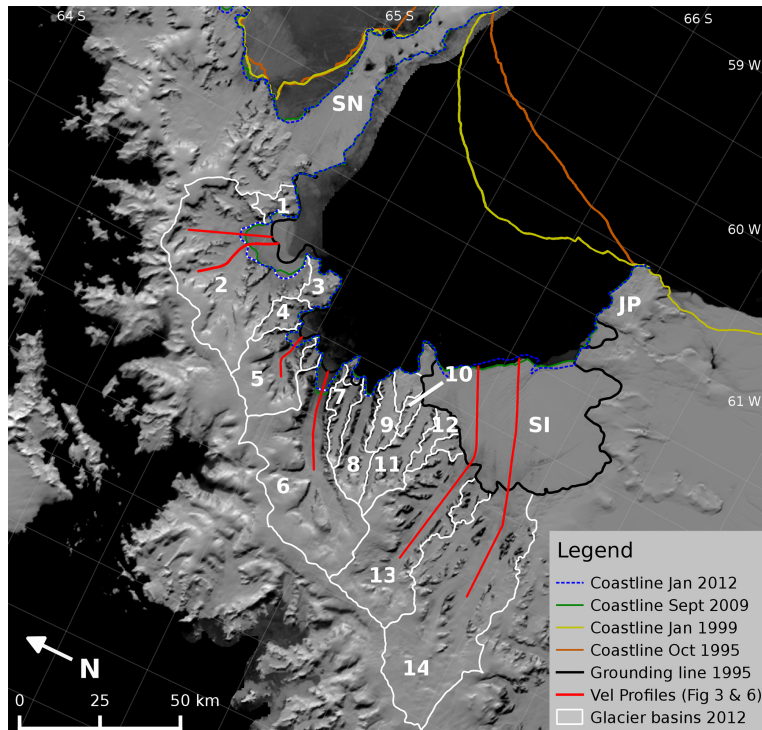 64 S
65 S
66 S
59 W
SN
1
60 W
2
3
JP
4
5
10
7
9
12
SI
61 W
8
11
6
13
14
N
0 25 50 km
Legend
Coastline Jan 2012
Coastline Sept 2009
Coastline Jan 1999
Coastline Oct 1995
Grounding line 1995
Vel Profiles (Fig 3 & 6)
Glacier basins 2012